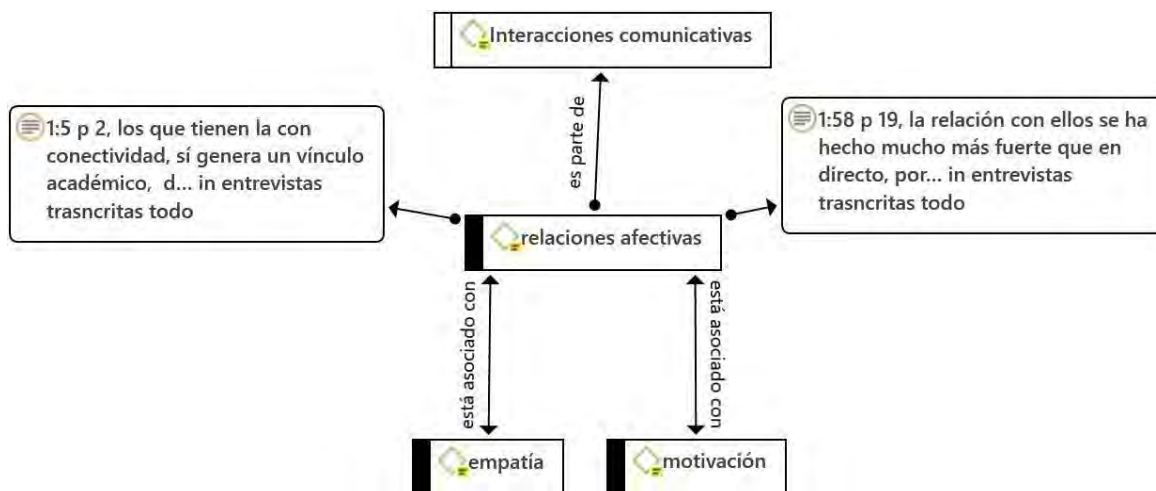 Interacciones comunicativas
1:5 p 2, los que tienen la con
conectividad, sí genera un vínculo
académico, d... in entrevistas
trasncritas todo
es parte de
1:58 p 19, la relación con ellos se ha
hecho mucho más fuerte que en
directo, por... in entrevistas
trasncritas todo
relaciones afectivas
está asociado con
está asociado con
empatía
motivación